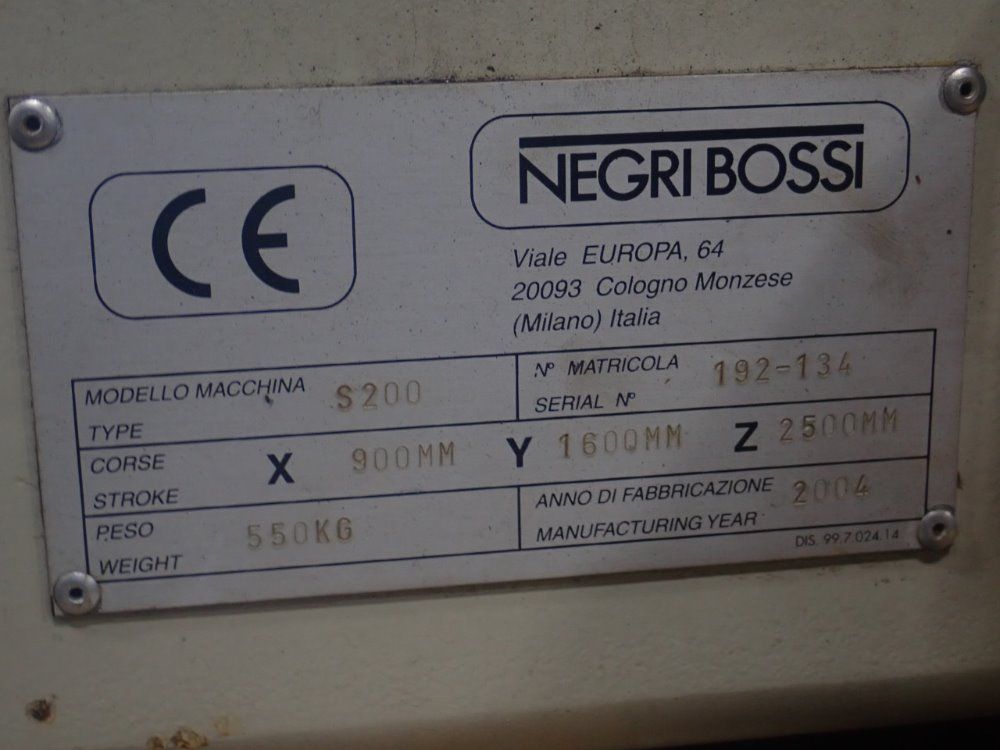 CE
NEGRI BOSSI
Viale EUROPA, 64
20093 Cologno Monzese
(Milano) Italia
MODELLO MACCHINA
TYPE
S200
Nº MATRICOLA
SERIAL Nº
192-134
CORSE
STROKE
X 900MM Y 1600MM Z 2500MM
PESO
WEIGHT
550KG
ANNO DI FABBRICAZIONE
MANUFACTURING YEAR
2004
DIS. 99.7.024.14